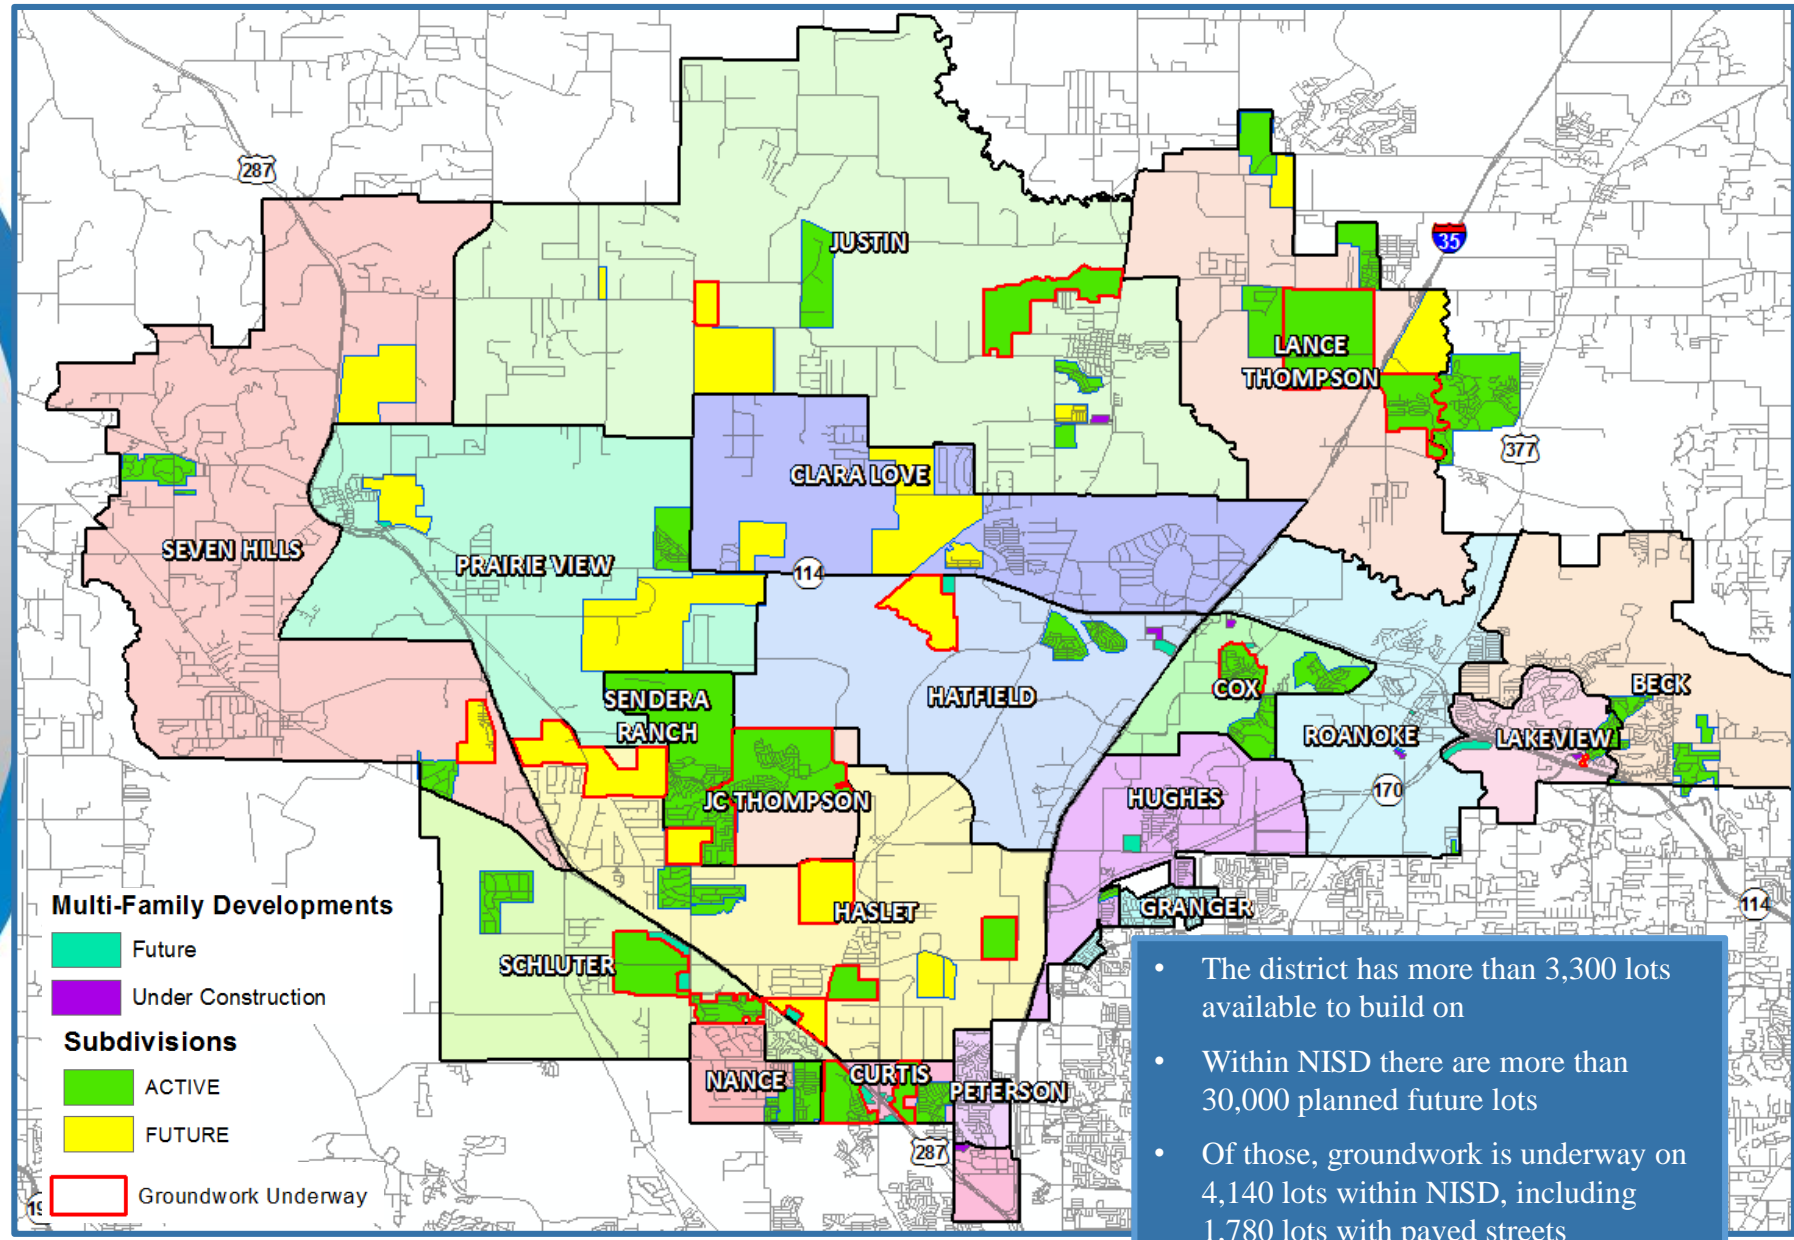 287
JUSTIN
35
LANCE
THOMPSON
377
CLARA LOVE
SEVEN HILLS
PRAIRIE VIEW
114
SENDERA
RANCH
HATFIELD
COX
BECK
ROANOKE
LAKEVIEW
JC THOMPSON
HUGHES
170
HASLET
GRANGER
114
SCHLUTER
NANCE
CURTIS
PETERSON
287
Multi-Family Developments
Future
Under Construction
Subdivisions
ACTIVE
FUTURE
Groundwork Underway
• The district has more than 3,300 lots
available to build on
• Within NISD there are more than
30,000 planned future lots
• Of those, groundwork is underway on
4,140 lots within NISD, including
1,780 lots with paved streets